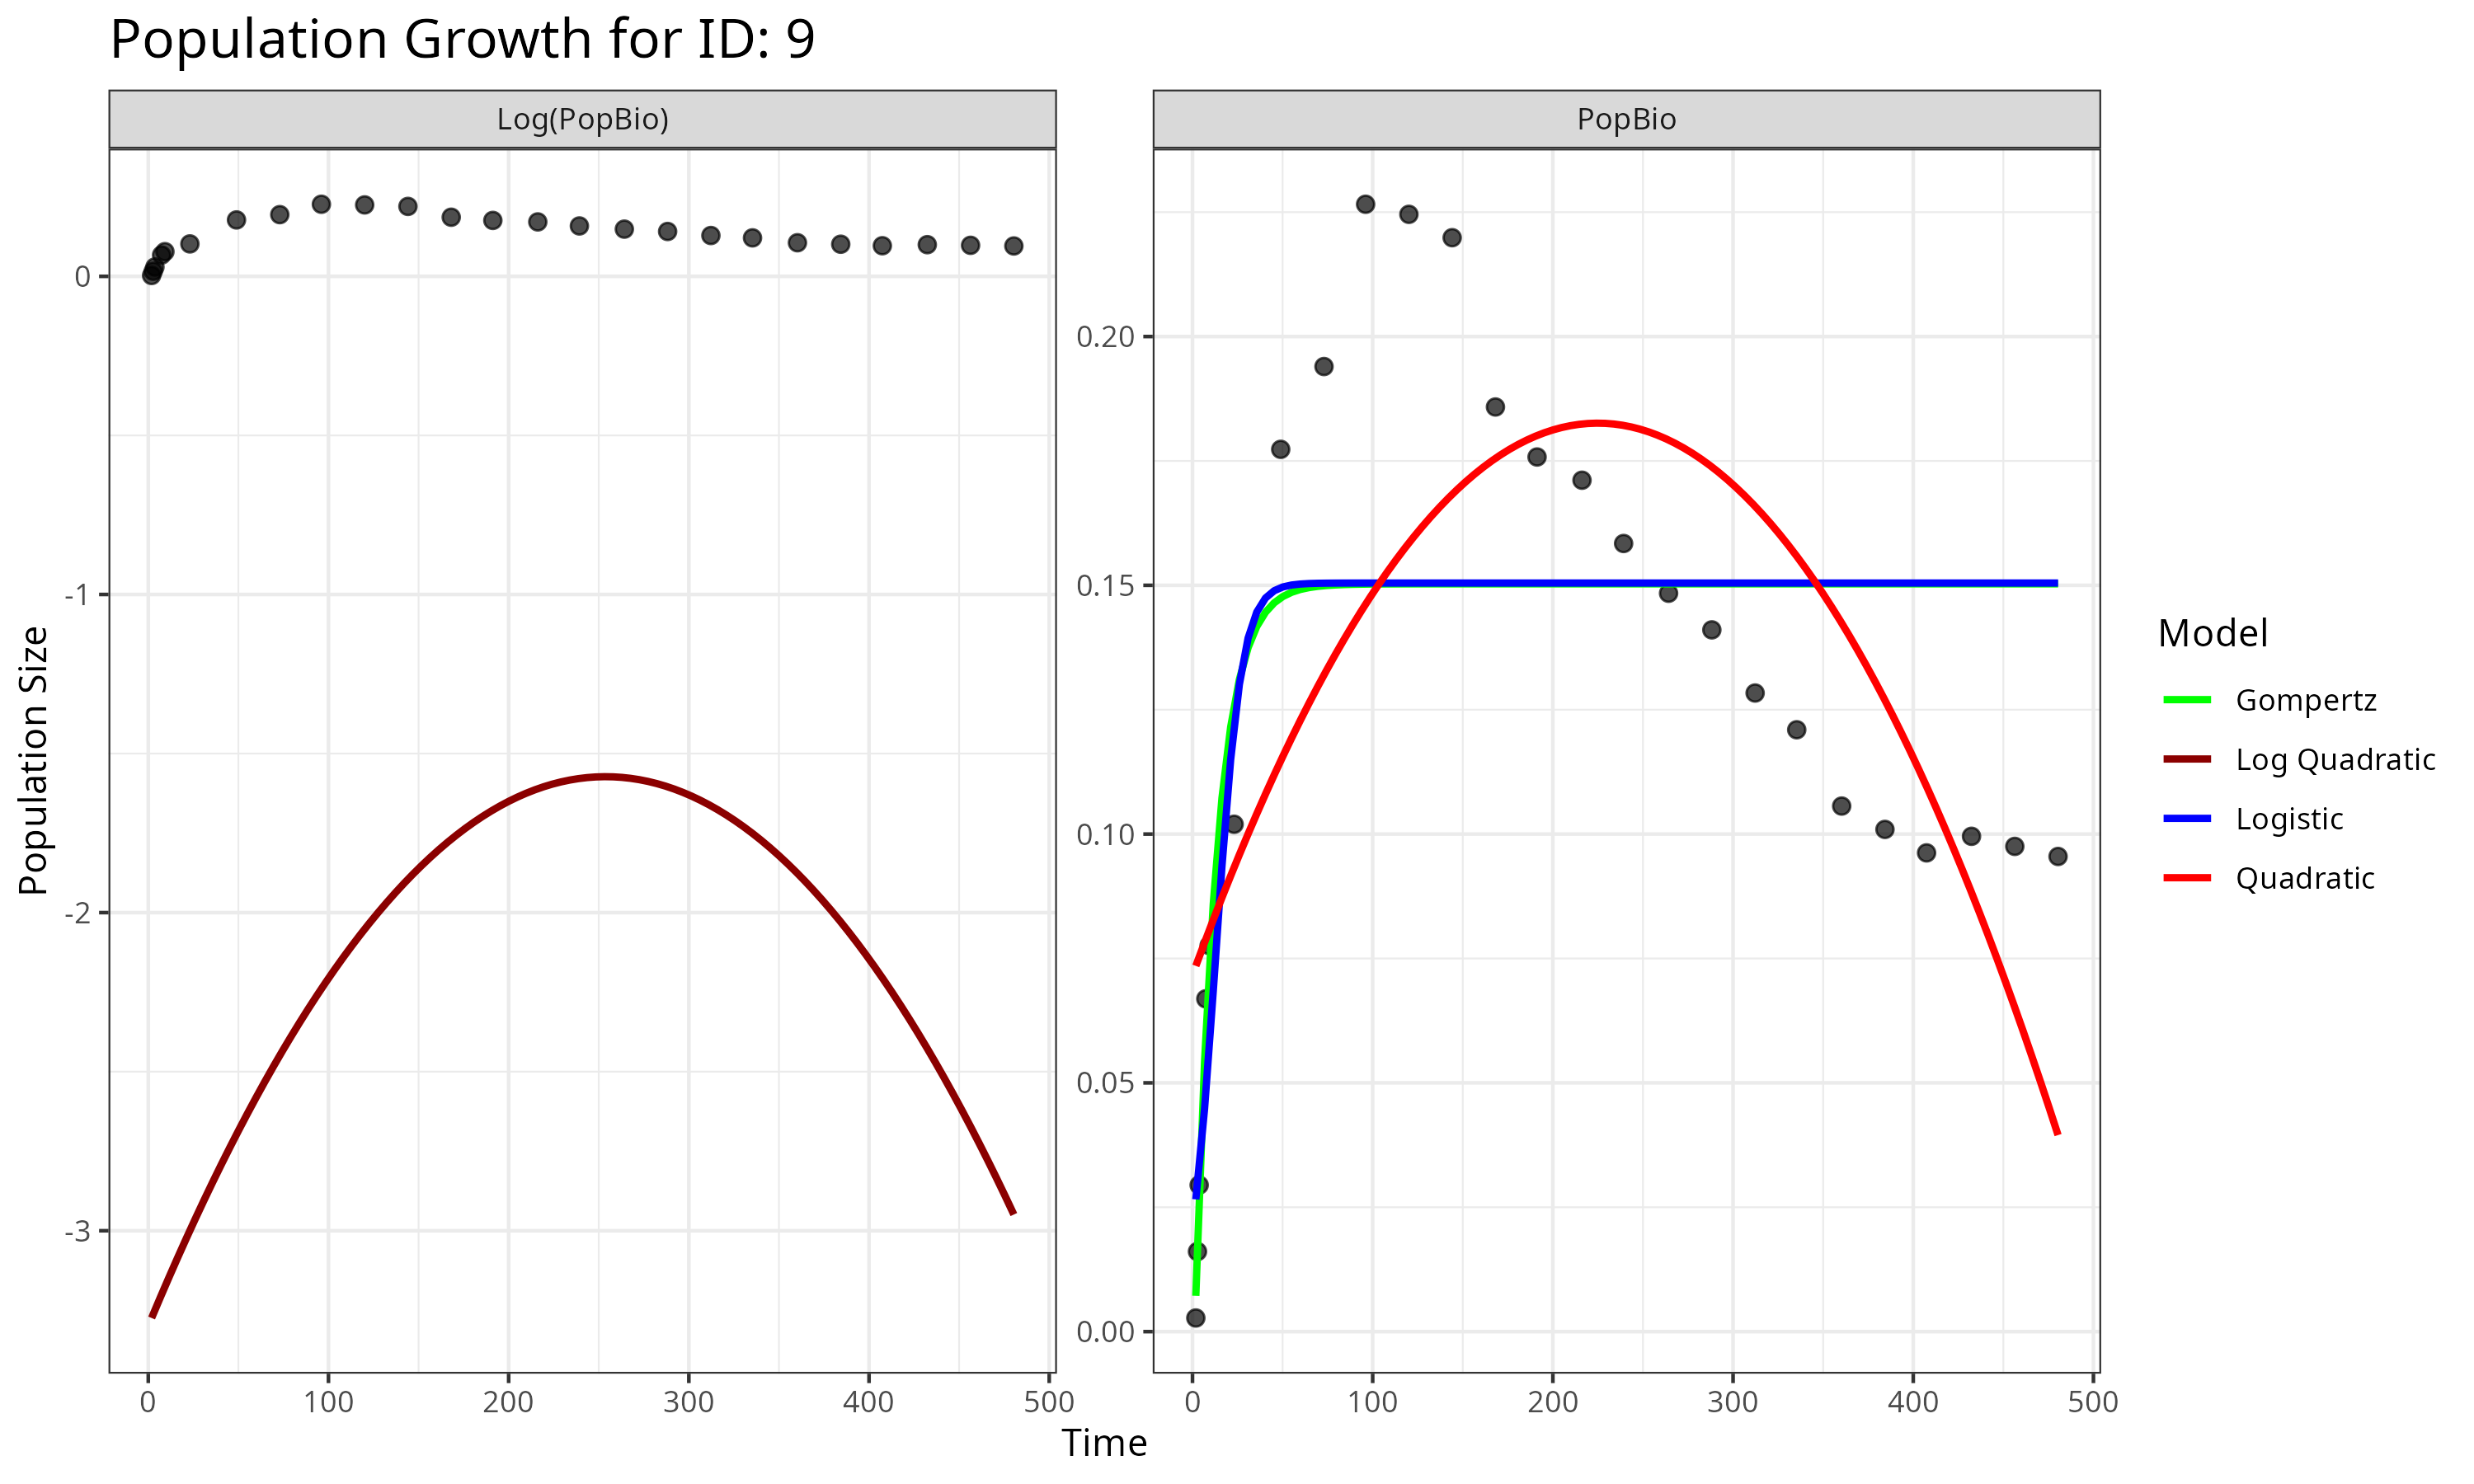 Population Growth for ID: 9
Log(PopBio)
PopBio
Population Size
0
-1
-2
-3
0 100 200 300 400 500
0.20
0.15
0.10
0.05
0.00
0 100 200 300 400 500
Time
Model
Gompertz
Log Quadratic
Logistic
Quadratic